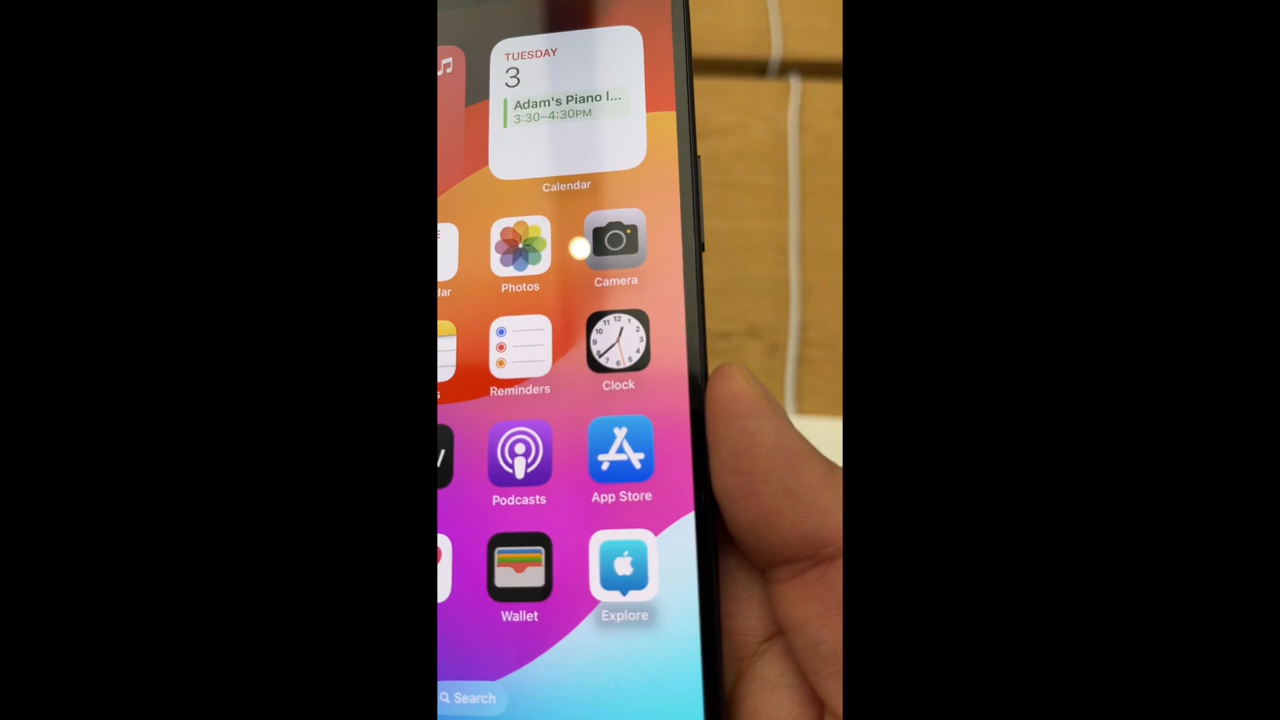 TUESDAY
3
Adam's Piano l...
3:30–4:30PM
Calendar
dar
Photos
Camera
s
Reminders
Clock
Podcasts
App Store
Wallet
Explore
Search